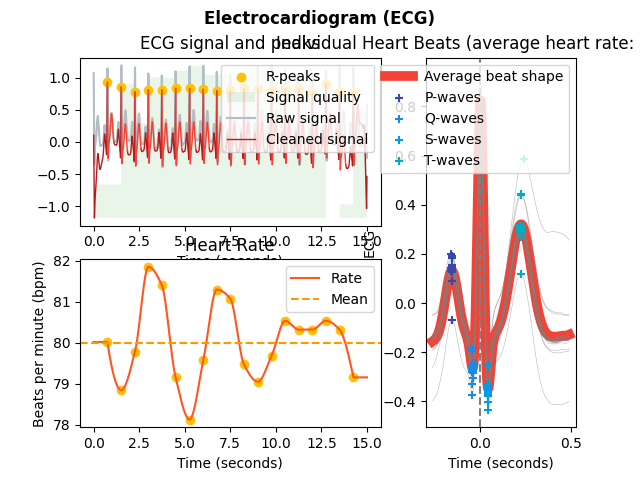 Electrocardiogram (ECG)
ECG signal and peaks
Individual Heart Beats (average heart rate:
R-peaks
Signal quality
Raw signal
Cleaned signal
1.0
0.5
0.0
−0.5
−1.0
0.0 2.5 5.0 7.5 10.0 12.5 15.0
Time (seconds)
Heart Rate
Rate
Mean
Beats per minute (bpm)
82
81
80
79
78
0.0 2.5 5.0 7.5 10.0 12.5 15.0
Time (seconds)
Average beat shape
P-waves
Q-waves
S-waves
T-waves
ECG
0.8
0.6
0.4
0.2
0.0
−0.2
−0.4
0.0 0.5
Time (seconds)